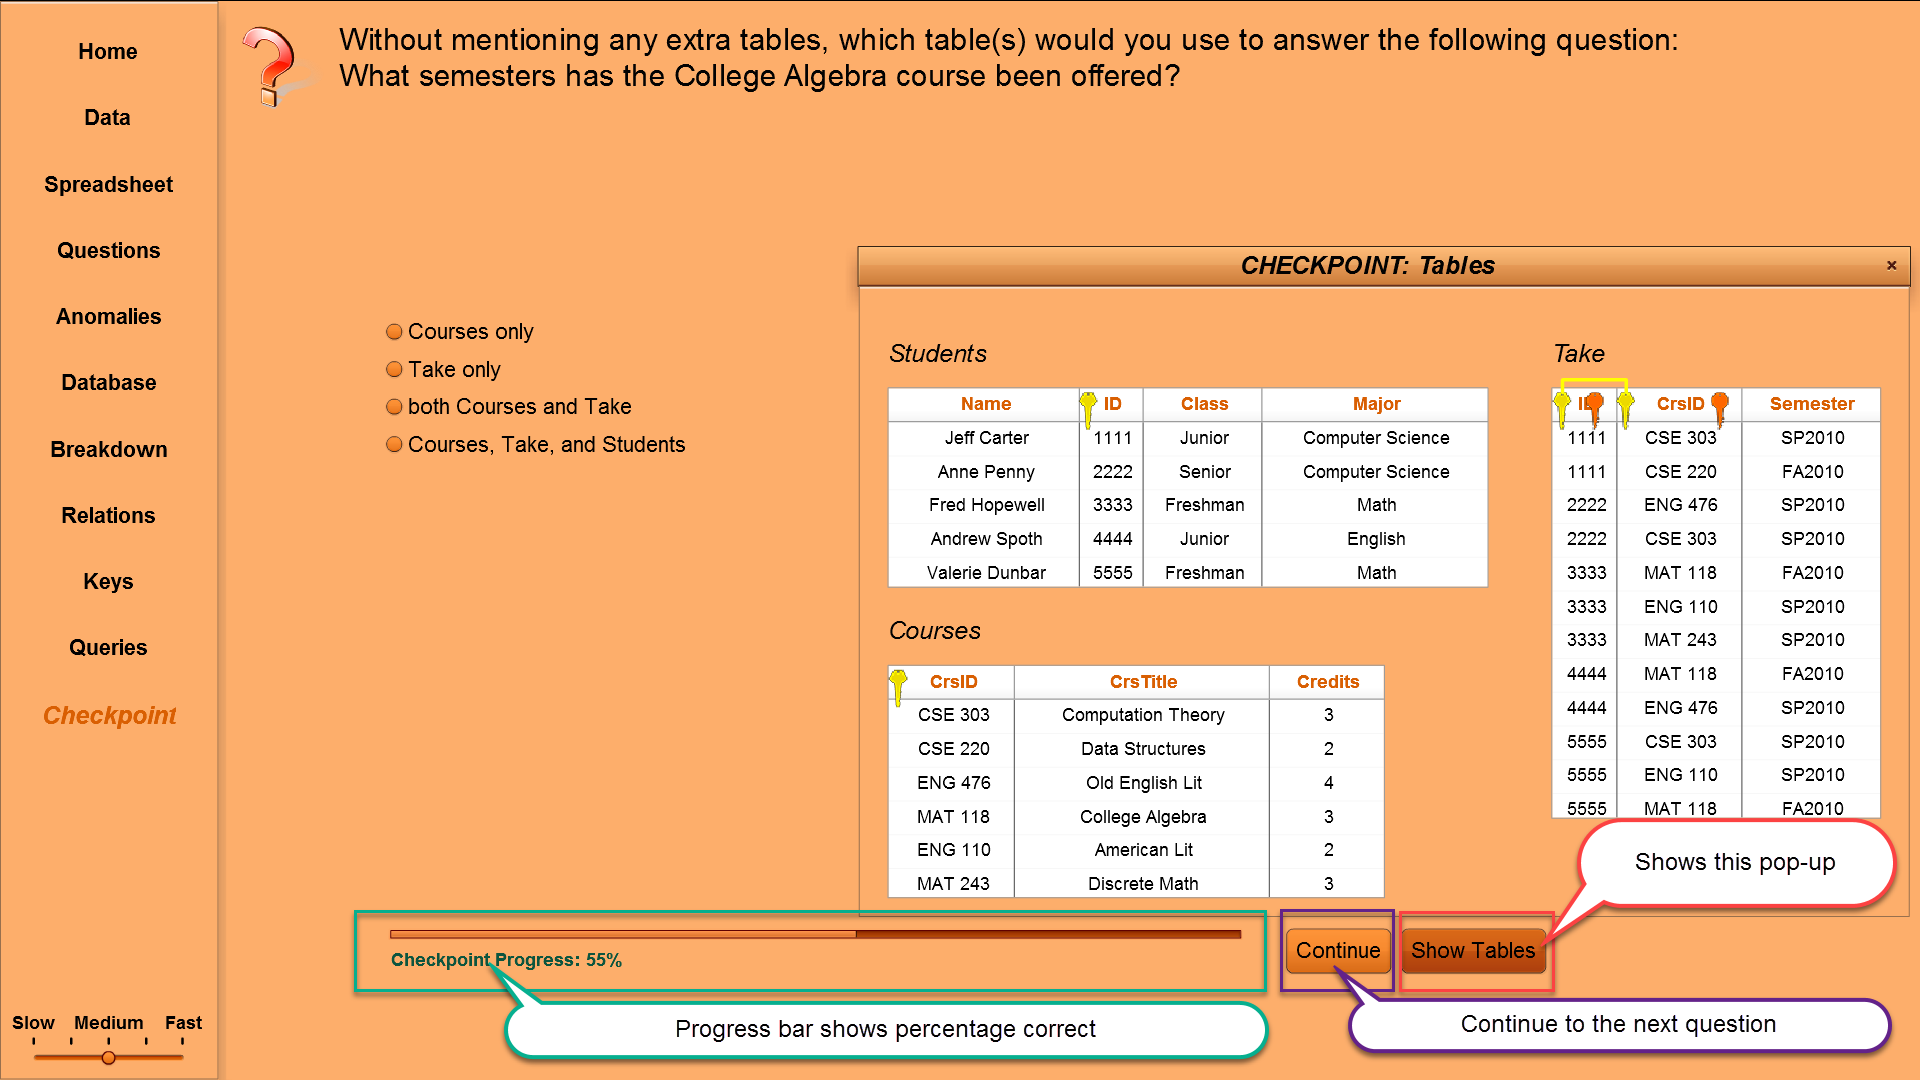 Home
Data
Spreadsheet
Questions
Anomalies
Database
Breakdown
Relations
Keys
Queries
Checkpoint
Slow Medium Fast
Without mentioning any extra tables, which table(s) would you use to answer the following question:
What semesters has the College Algebra course been offered?
Courses only
Take only
both Courses and Take
Courses, Take, and Students
CHECKPOINT: Tables
×
Students
Name ID Class Major
Jeff Carter 1111 Junior Computer Science
Anne Penny 2222 Senior Computer Science
Fred Hopewell 3333 Freshman Math
Andrew Spoth 4444 Junior English
Valerie Dunbar 5555 Freshman Math
Courses
CrsID CrsTitle Credits
CSE 303 Computation Theory 3
CSE 220 Data Structures 2
ENG 476 Old English Lit 4
MAT 118 College Algebra 3
ENG 110 American Lit 2
MAT 243 Discrete Math 3
Take
ID CrsID Semester
1111 CSE 303 SP2010
1111 CSE 220 FA2010
2222 ENG 476 SP2010
2222 CSE 303 SP2010
3333 MAT 118 FA2010
3333 ENG 110 SP2010
3333 MAT 243 SP2010
4444 MAT 118 FA2010
4444 ENG 476 SP2010
5555 CSE 303 SP2010
5555 ENG 110 SP2010
5555 MAT 118 FA2010
Shows this pop-up
Checkpoint Progress: 55%
Continue
Show Tables
Progress bar shows percentage correct
Continue to the next question